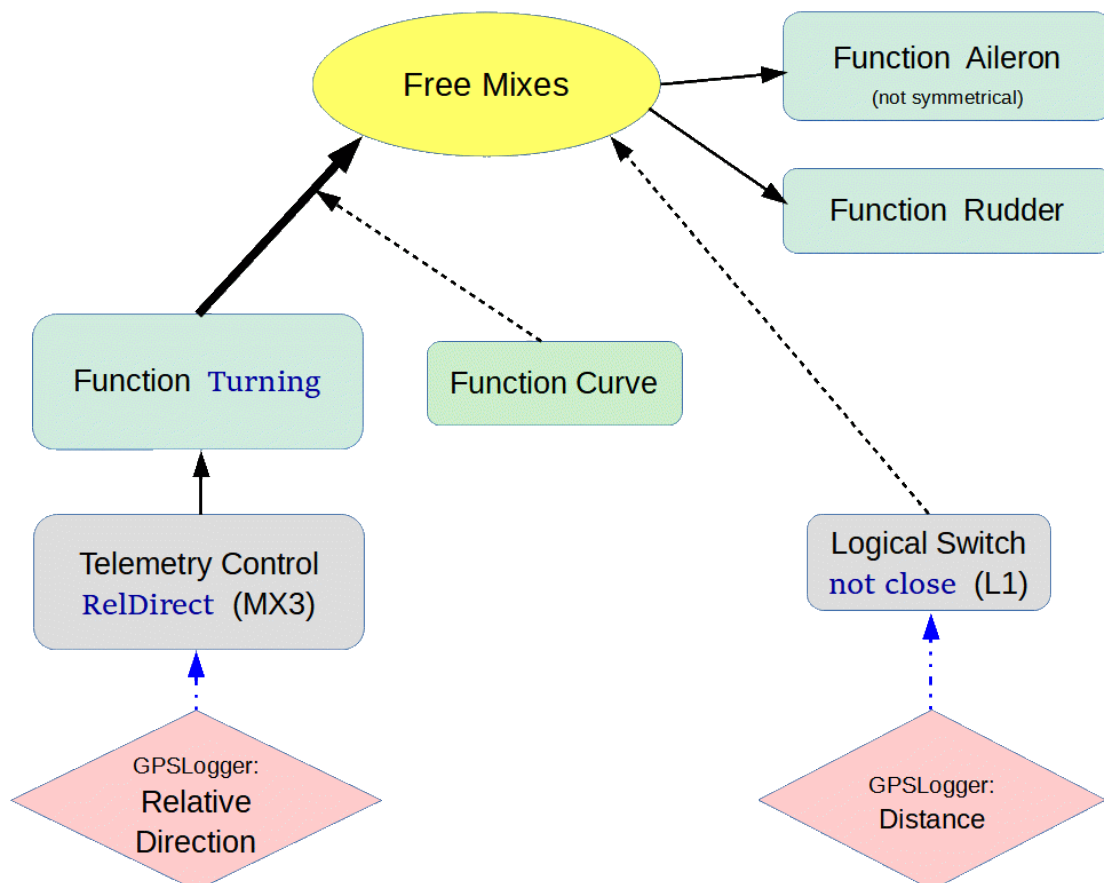 Free Mixes
Function Aileron
(not symmetrical)
Function Rudder
Function Turning
Function Curve
Telemetry Control
RelDirect (MX3)
Logical Switch
not close (L1)
GPSLogger:
Relative
Direction
GPSLogger:
Distance